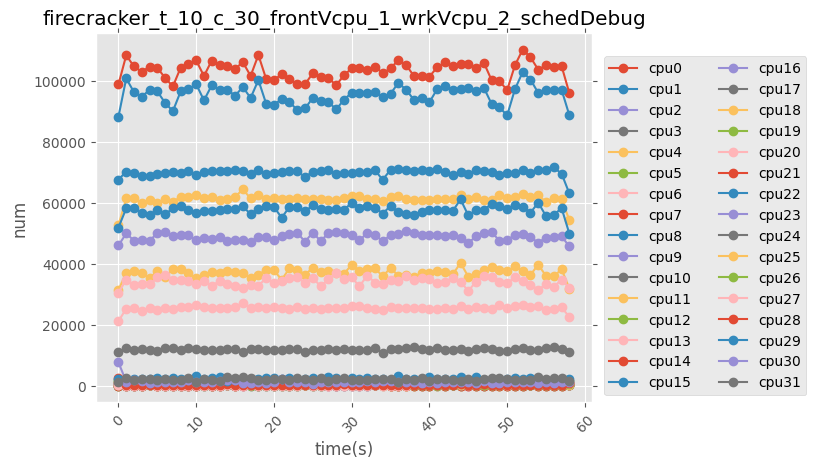 firecracker_t_10_c_30_frontVcpu_1_wrkVcpu_2_schedDebug
num
100000
80000
60000
40000
20000
0
0
10
20
30
40
50
60
time(s)
cpu0
cpu1
cpu2
cpu3
cpu4
cpu5
cpu6
cpu7
cpu8
cpu9
cpu10
cpu11
cpu12
cpu13
cpu14
cpu15
cpu16
cpu17
cpu18
cpu19
cpu20
cpu21
cpu22
cpu23
cpu24
cpu25
cpu26
cpu27
cpu28
cpu29
cpu30
cpu31